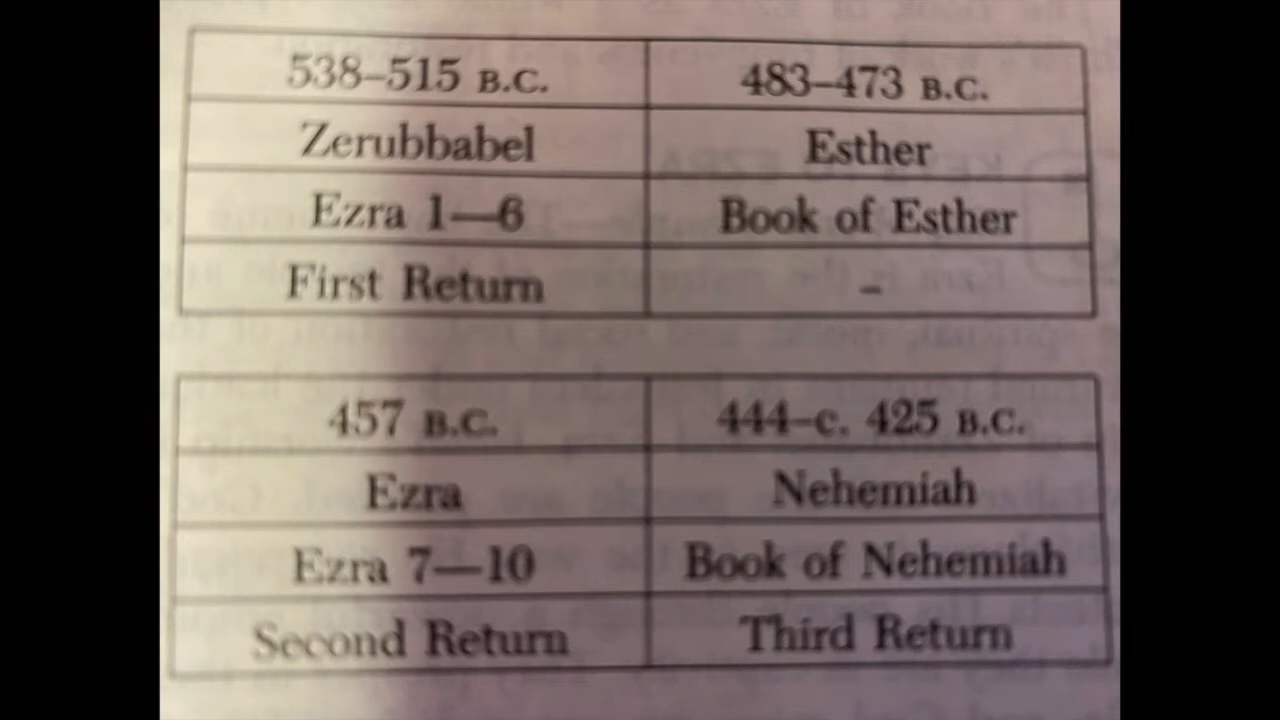 538–515 B.C. 483–473 B.C.
Zerubbabel Esther
Ezra 1—6 Book of Esther
First Return –
457 B.C. 444–c. 425 B.C.
Ezra Nehemiah
Ezra 7—10 Book of Nehemiah
Second Return Third Return